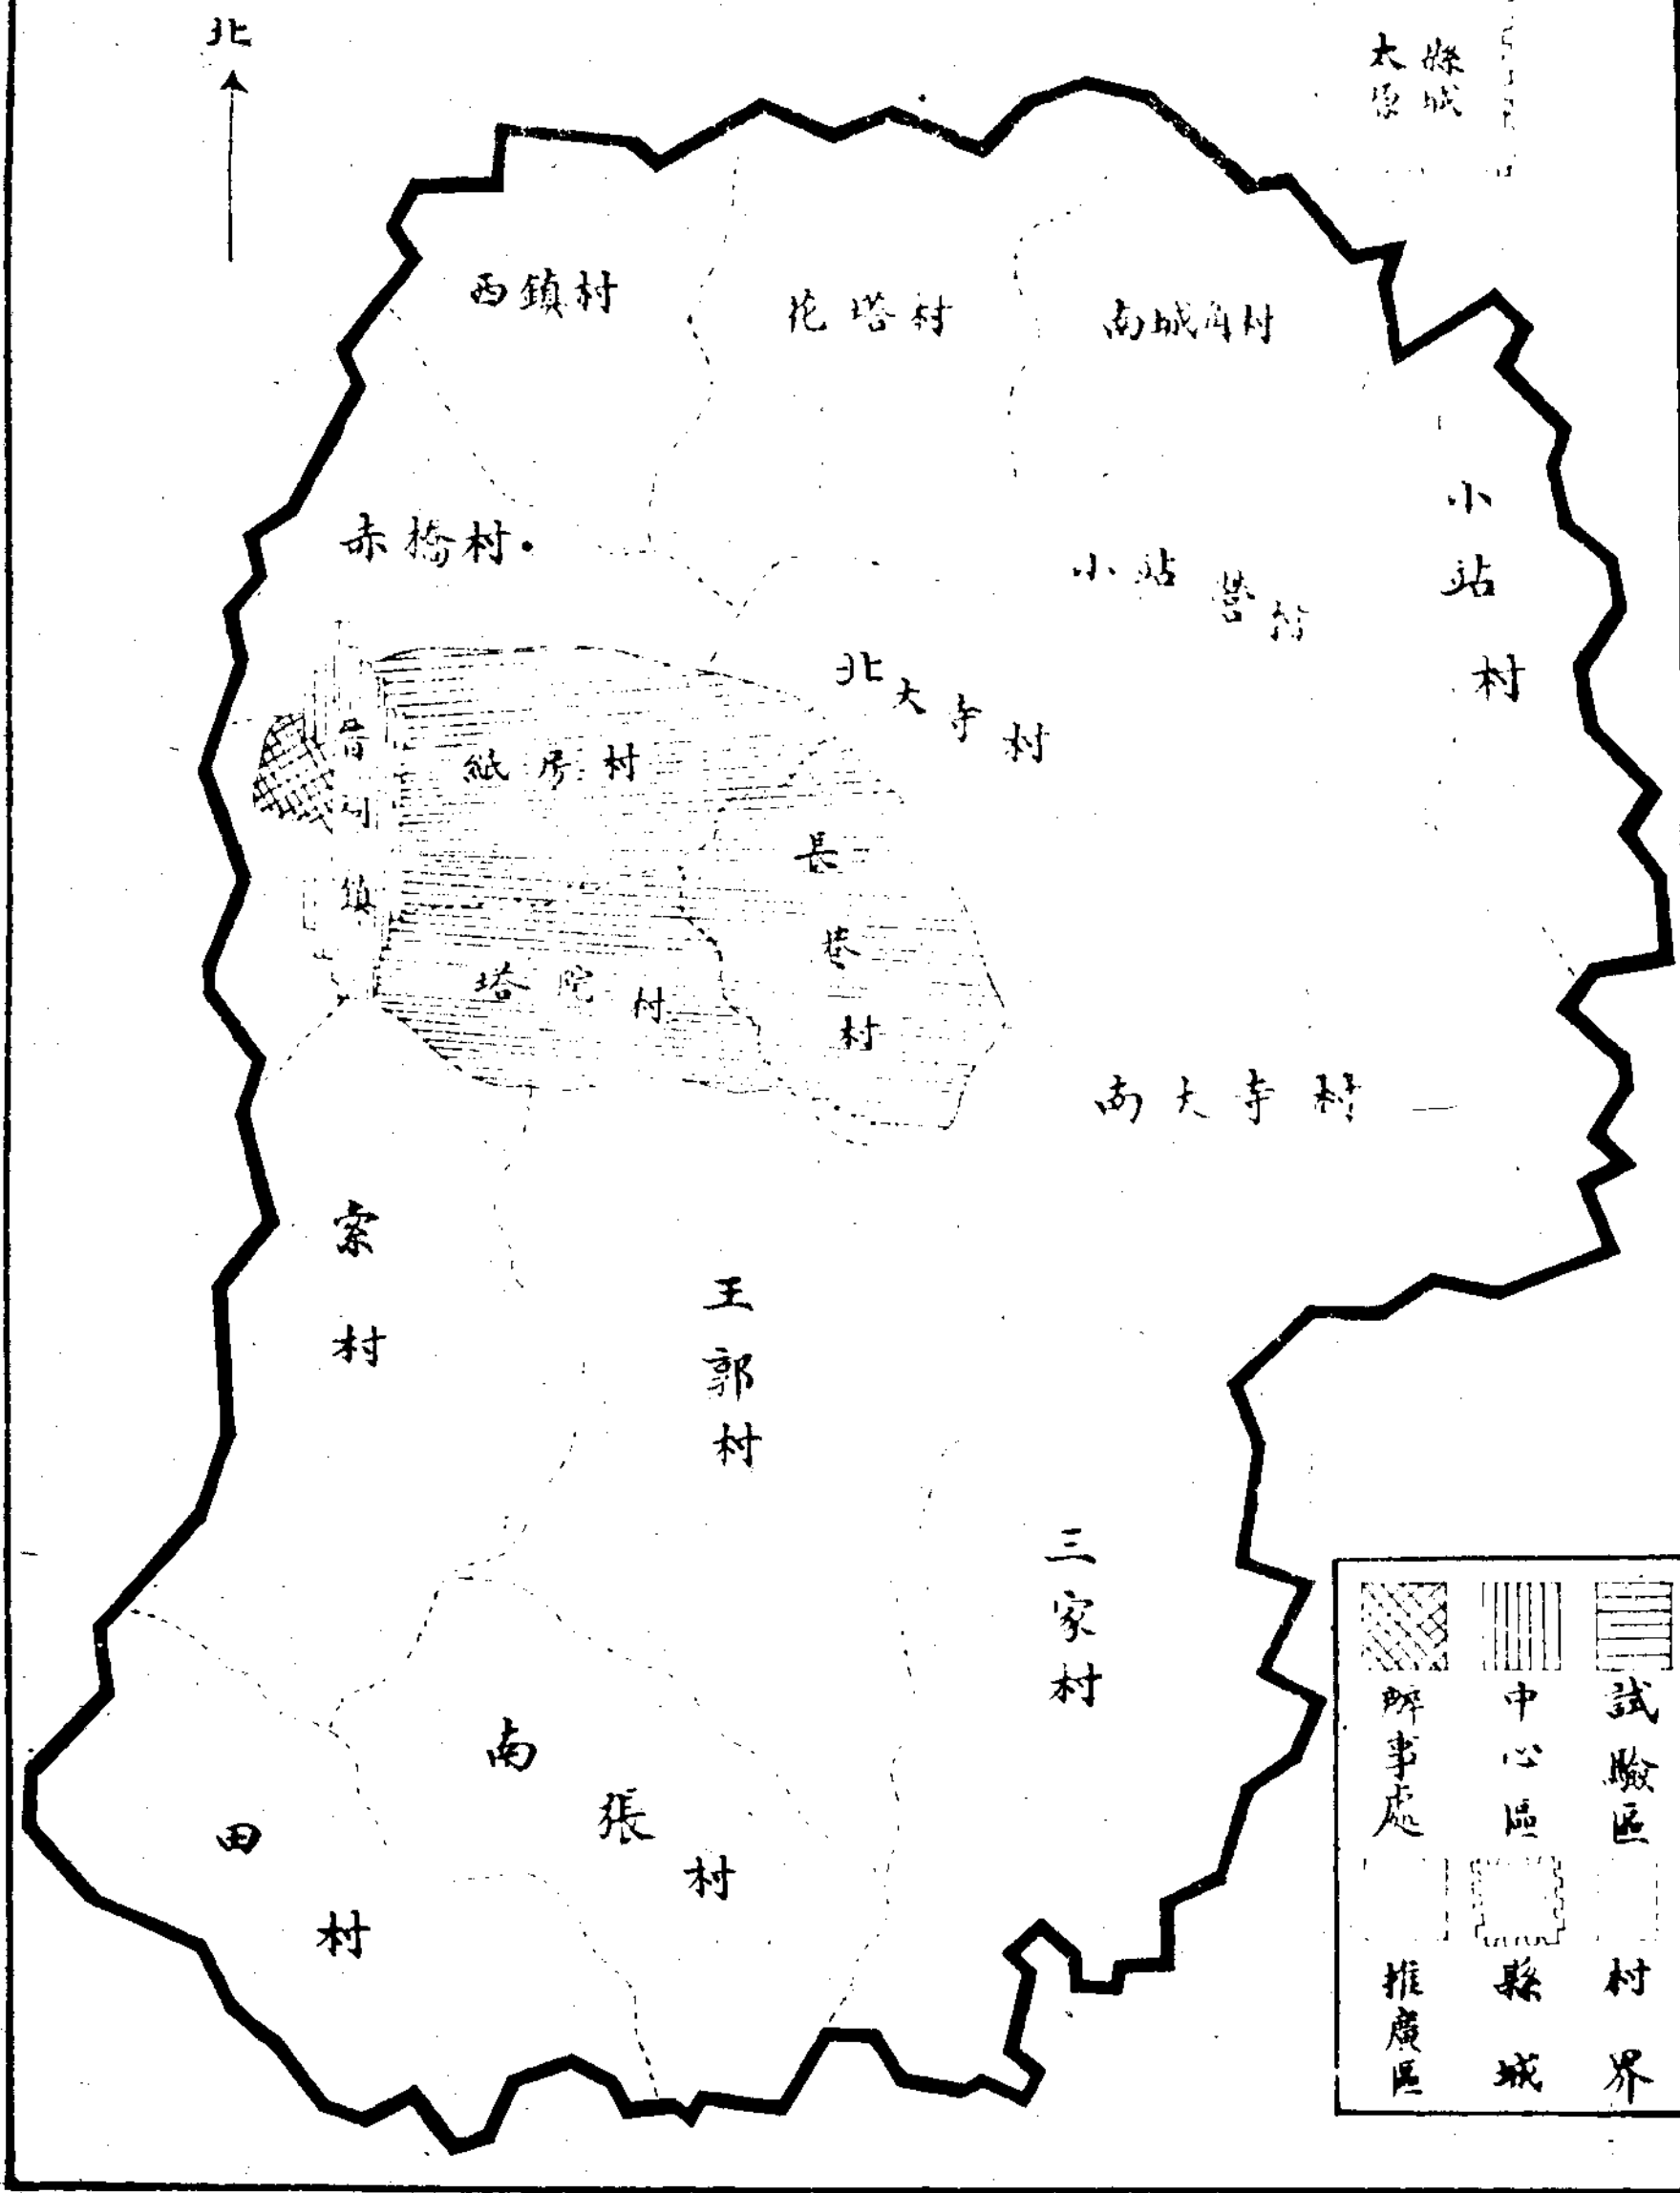 北
太原
縣城
西鎮村
花塔村
南城角村
赤橋村
小站營村
小站村
北大寺村
晉祠鎮
紙房村
長巷村
塔院村
南大寺村
索村
王郭村
三家村
南張村
田村
試驗區
中心區
辦事處
村界
縣城
推廣區